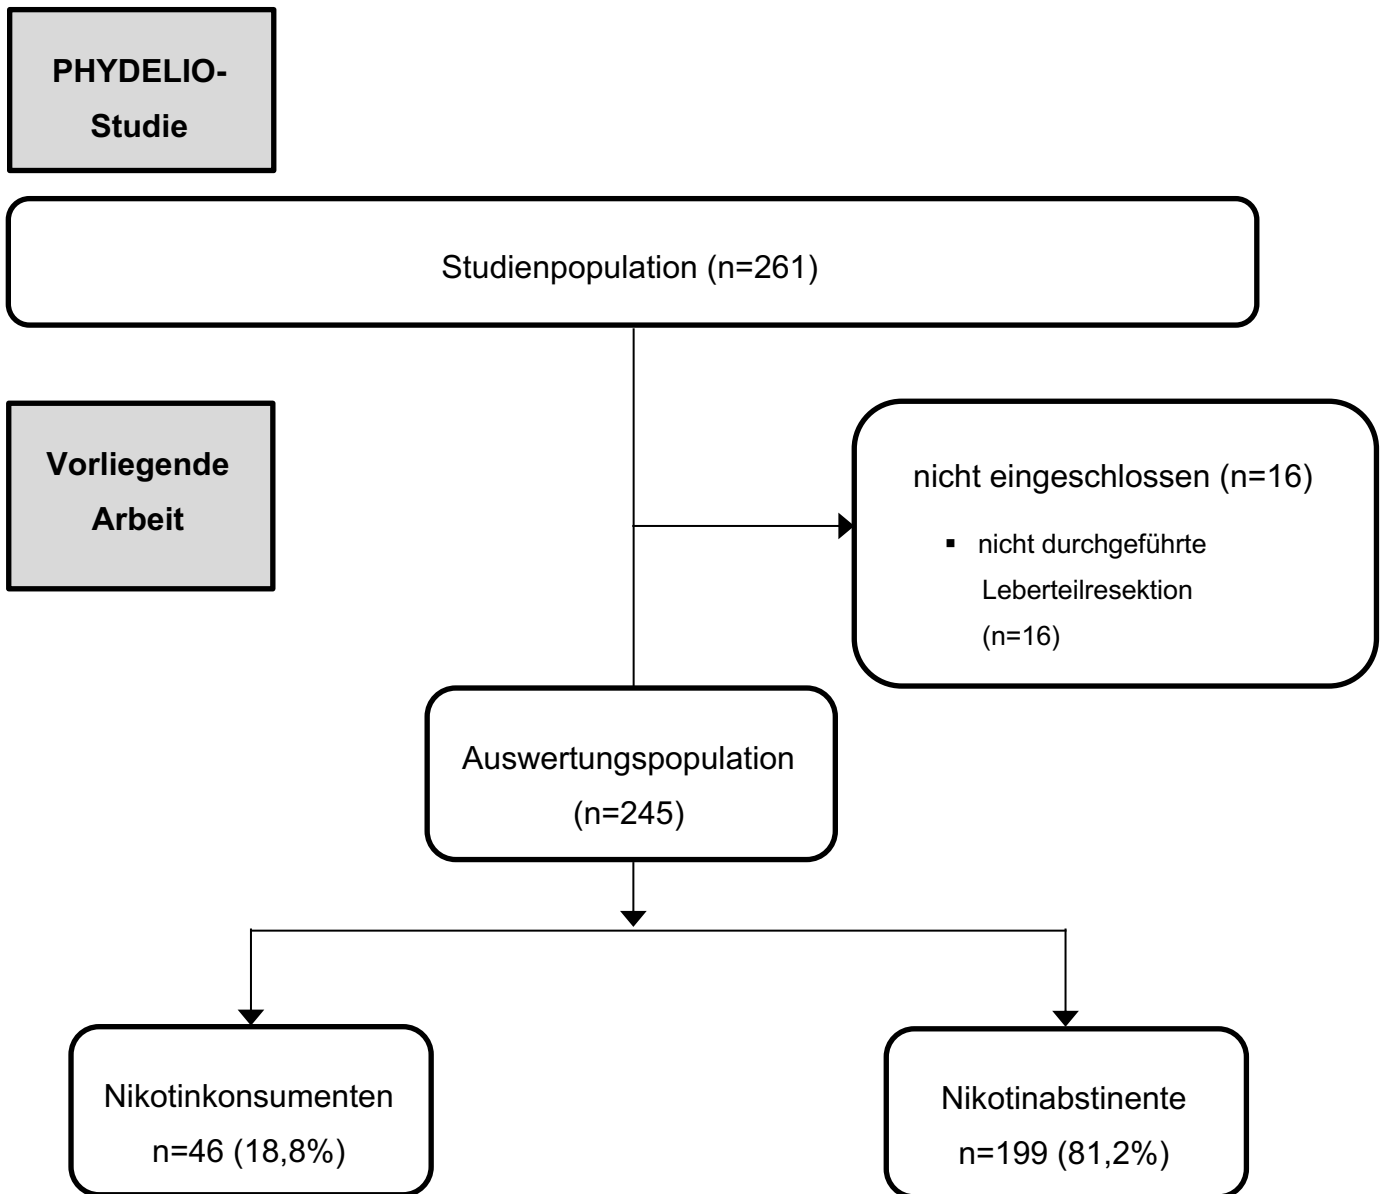 PHYDELIO-
Studie
Studienpopulation (n=261)
Vorliegende
Arbeit
nicht eingeschlossen (n=16)
▪ nicht durchgeführte
Leberteilresektion
(n=16)
Auswertungspopulation
(n=245)
Nikotinkonsumenten
n=46 (18,8%)
Nikotinabstinente
n=199 (81,2%)